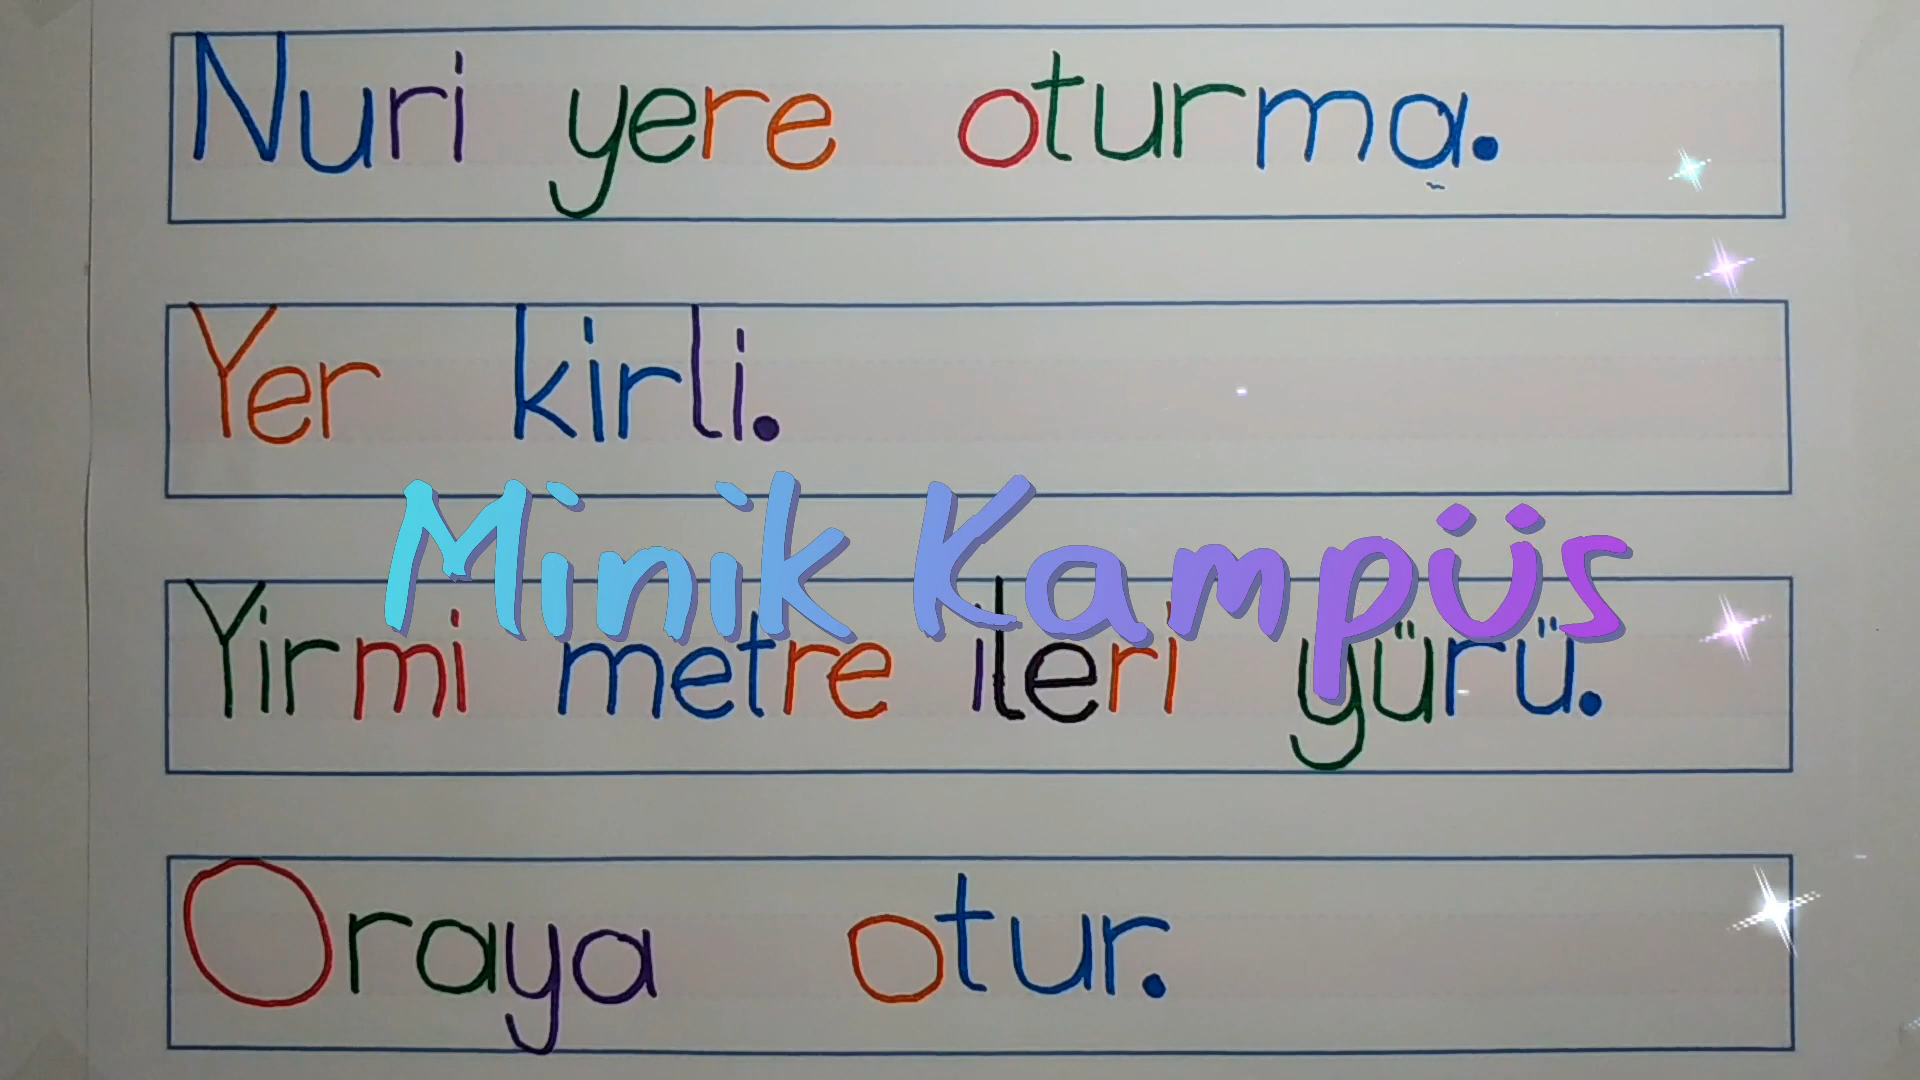 Nuri yere oturma.
Yer kirli.
Minik Kampüs
Yirmi metre ileri yürü.
Oraya otur.